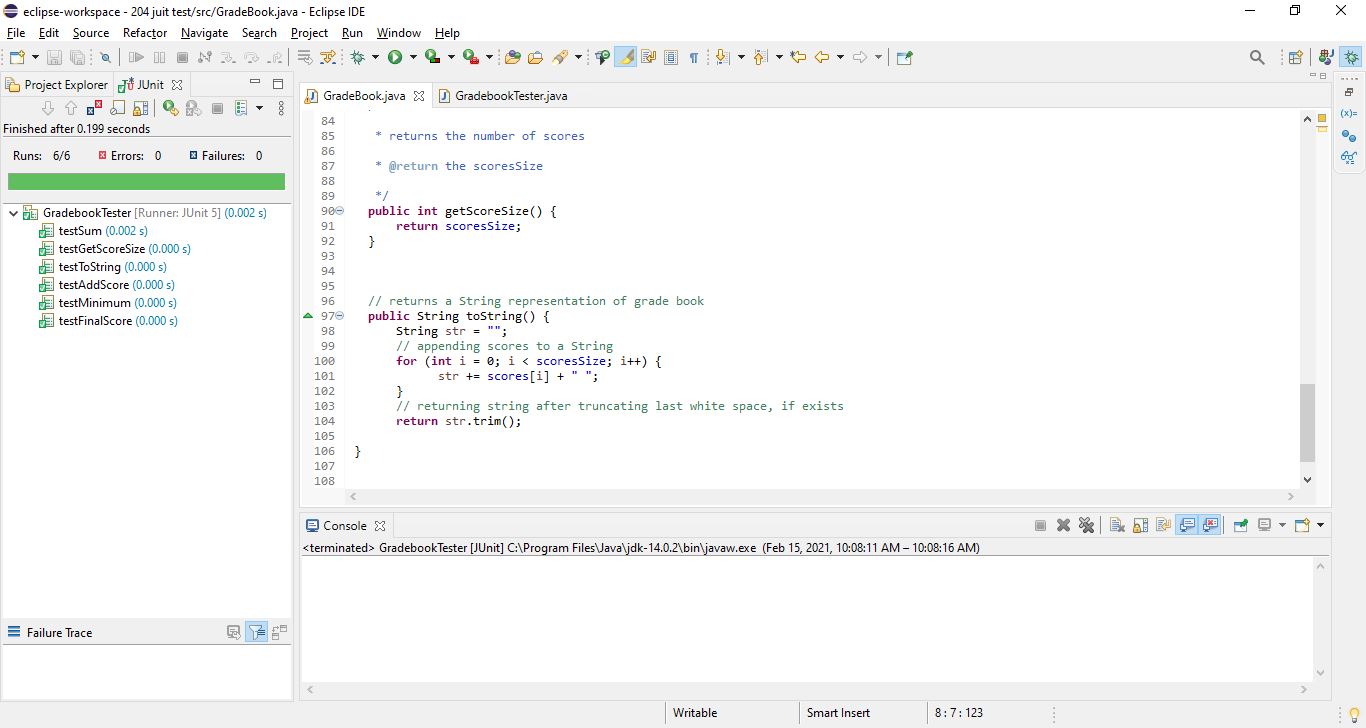 eclipse-workspace - 204 juit test/src/GradeBook.java - Eclipse IDE
File Edit Source Refactor Navigate Search Project Run Window Help
Project Explorer JUnit
Finished after 0.199 seconds
Runs: 6/6 Errors: 0 Failures: 0
GradebookTester [Runner: JUnit 5] (0.002 s)
testSum (0.002 s)
testGetScoreSize (0.000 s)
testToString (0.000 s)
testAddScore (0.000 s)
testMinimum (0.000 s)
testFinalScore (0.000 s)
Failure Trace
GradeBook.java GradebookTester.java
84
85 * returns the number of scores
86
87 * @return the scoresSize
88
89 */
90 public int getScoreSize() {
91 return scoresSize;
92 }
93
94
95
96 // returns a String representation of grade book
97 public String toString() {
98 String str = "";
99 // appending scores to a String
100 for (int i = 0; i < scoresSize; i++) {
101 str += scores[i] + " ";
102 }
103 // returning string after truncating last white space, if exists
104 return str.trim();
105
106 }
107
108
(x)=
Console
<terminated> GradebookTester [JUnit] C:\Program Files\Java\jdk-14.0.2\bin\javaw.exe (Feb 15, 2021, 10:08:11 AM – 10:08:16 AM)
Writable Smart Insert 8 : 7 : 123